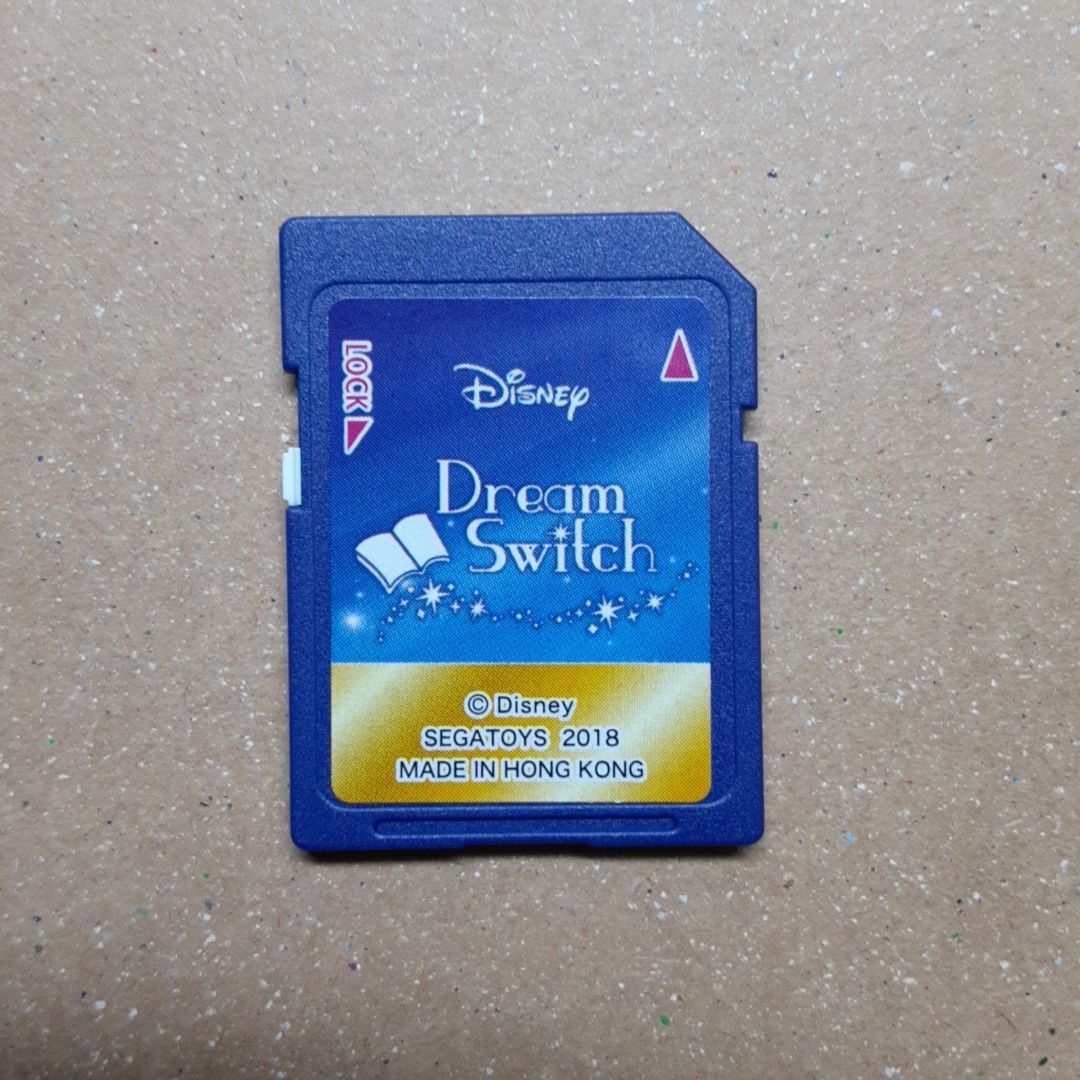 LOCK
Disney
Dream
Switch
© Disney
SEGATOYS 2018
MADE IN HONG KONG